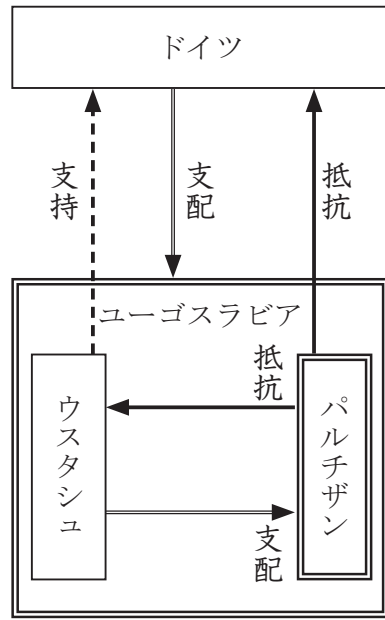 ドイツ
支持
支配
抵抗
ユーゴスラビア
抵抗
ウスタシュ
パルチザン
支配